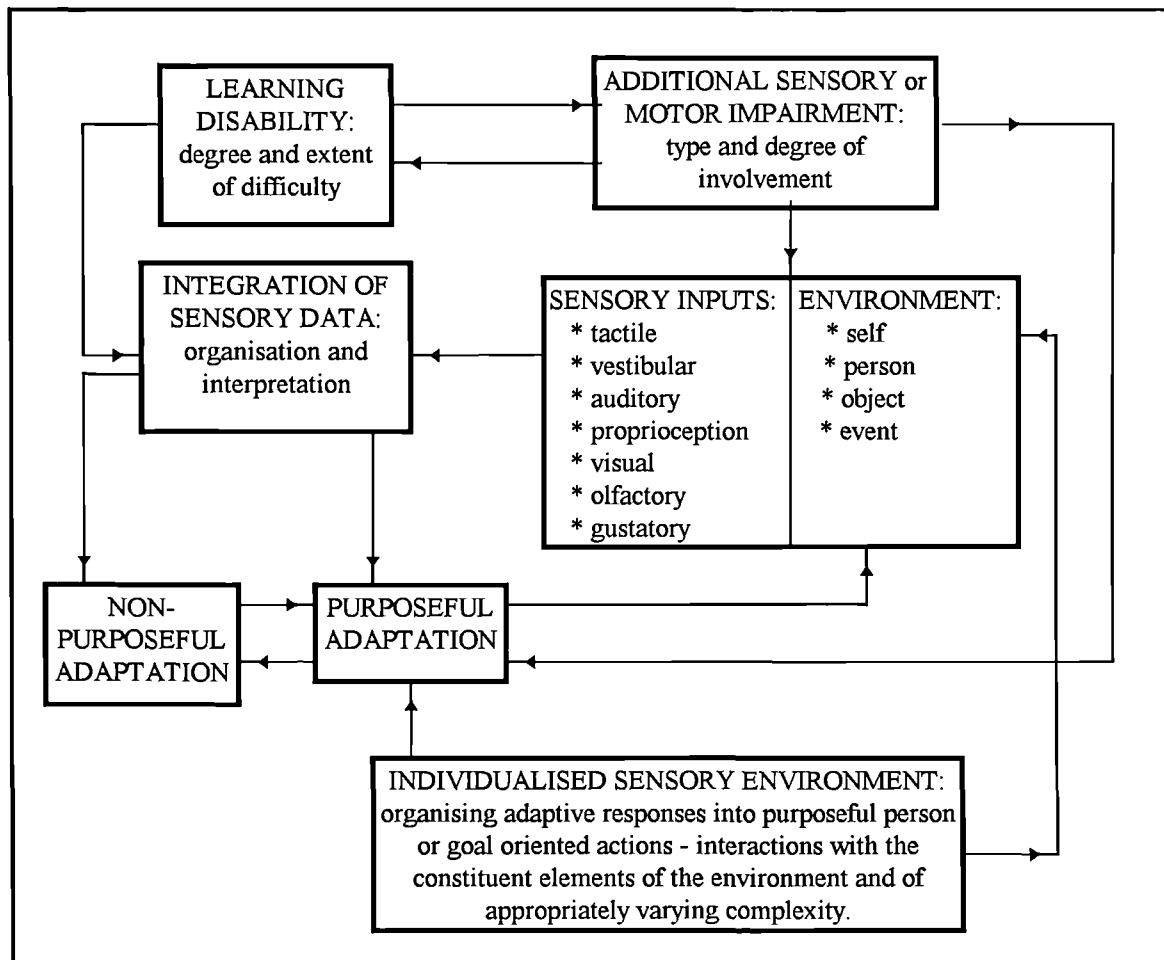 LEARNING
DISABILITY:
degree and extent
of difficulty
ADDITIONAL SENSORY or
MOTOR IMPAIRMENT:
type and degree of
involvement
INTEGRATION OF
SENSORY DATA:
organisation and
interpretation
SENSORY INPUTS:
* tactile
* vestibular
* auditory
* proprioception
* visual
* olfactory
* gustatory
ENVIRONMENT:
* self
* person
* object
* event
NON-
PURPOSEFUL
ADAPTATION
PURPOSEFUL
ADAPTATION
INDIVIDUALISED SENSORY ENVIRONMENT:
organising adaptive responses into purposeful person
or goal oriented actions - interactions with the
constituent elements of the environment and of
appropriately varying complexity.